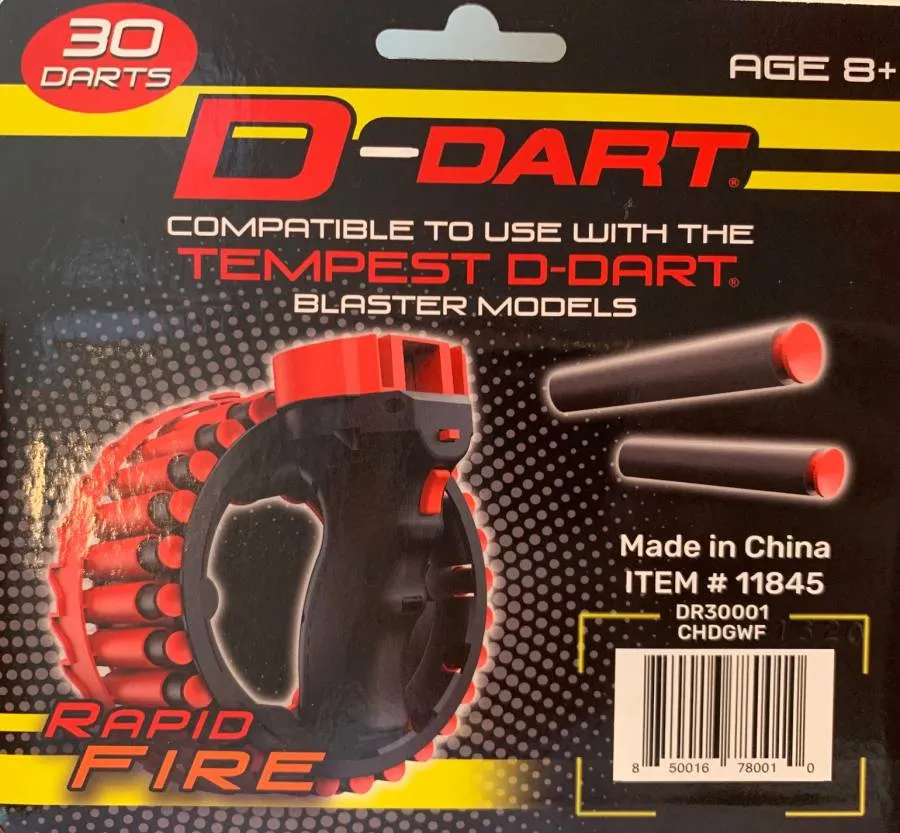 30
DARTS
AGE 8+
D-DART®
COMPATIBLE TO USE WITH THE
TEMPEST D-DART®
BLASTER MODELS
Made in China
ITEM # 11845
DR30001
CHDGWF
1320
RAPID
FIRE
8 50016 78001 0